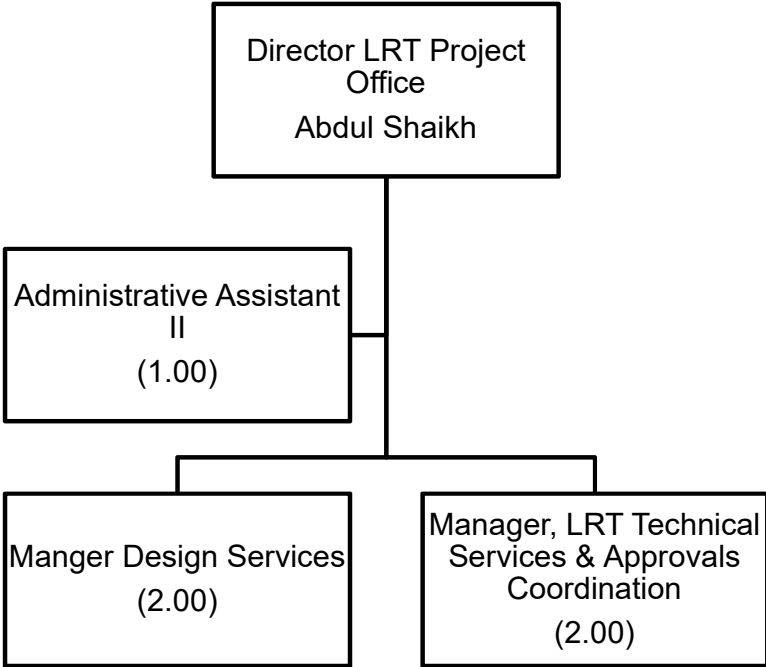 Director LRT Project
Office
Abdul Shaikh
Administrative Assistant
II
(1.00)
Manger Design Services
(2.00)
Manager, LRT Technical
Services & Approvals
Coordination
(2.00)